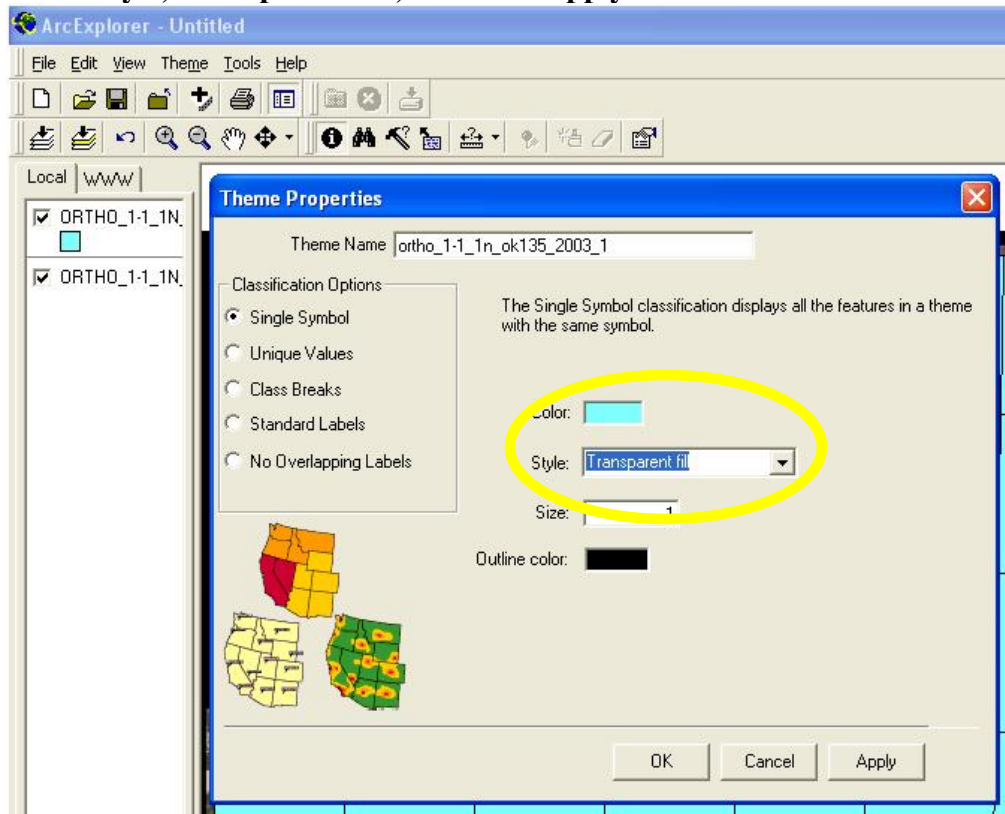 ArcExplorer - Untitled
File Edit View Theme Tools Help
Local WWW
ORTHO_1-1_1N_
ORTHO_1-1_1N_
Theme Properties
Theme Name ortho_1-1_1n_ok135_2003_1
Classification Options
Single Symbol
Unique Values
Class Breaks
Standard Labels
No Overlapping Labels
The Single Symbol classification displays all the features in a theme
with the same symbol.
Color:
Style: Transparent fill
Size: 1
Outline color:
OK Cancel Apply